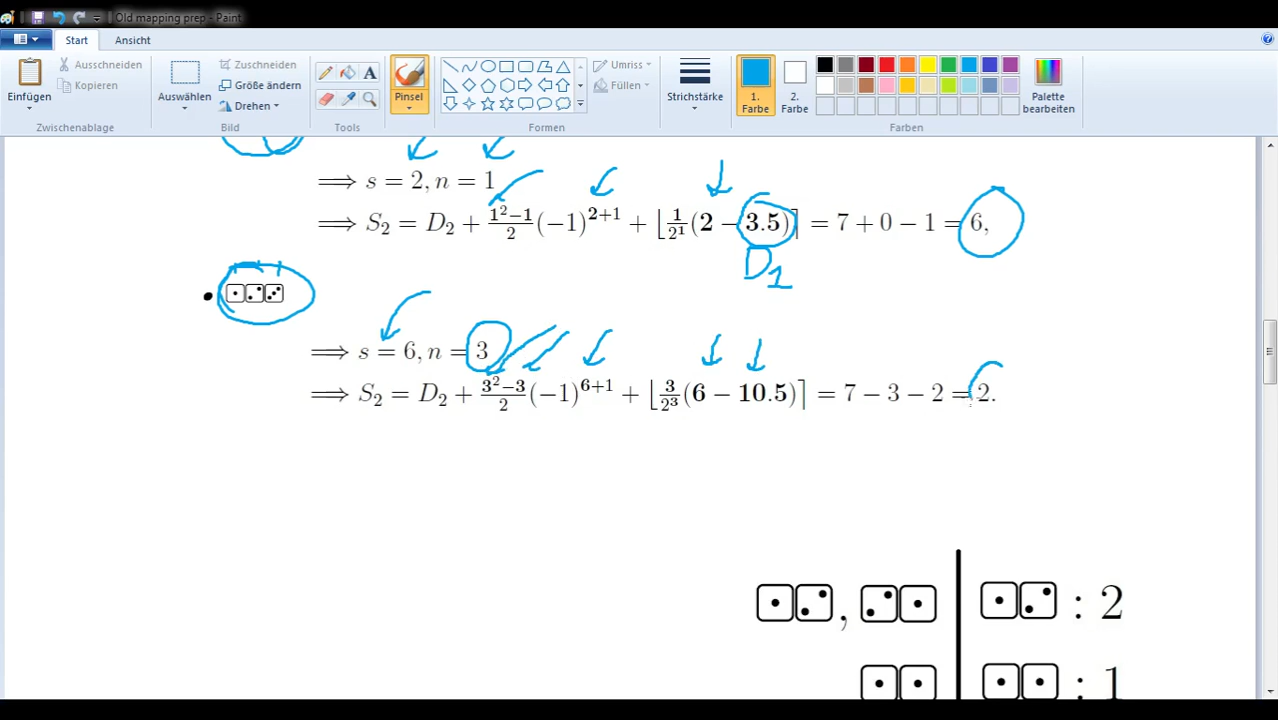 Old mapping prep - Paint
Start Ansicht
Einfügen
Ausschneiden
Kopieren
Zwischenablage
Auswählen
Zuschneiden
Größe ändern
Drehen
Bild
A
Tools
Pinsel
Umriss
Füllen
Formen
Strichstärke
1. Farbe
2. Farbe
Palette bearbeiten
Farben
⟹ s = 2, n = 1
⟹ S₂ = D₂ + (1²−1)/2 (−1)²⁺¹ + ⌊1/2¹ (2 − 3.5)⌉ = 7 + 0 − 1 = 6,
D₁
• ⚀⚁⚂
⟹ s = 6, n = 3
⟹ S₂ = D₂ + (3²−3)/2 (−1)⁶⁺¹ + ⌊3/2³ (6 − 10.5)⌉ = 7 − 3 − 2 = 2.
⚀⚁, ⚁⚀ | ⚀⚁ : 2
⚀⚀ | ⚀⚀ : 1